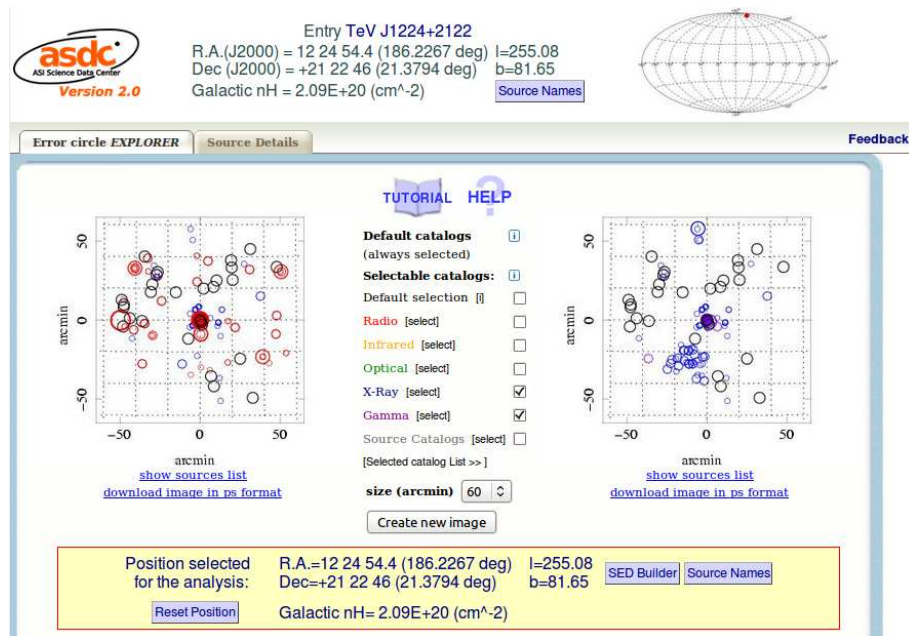 asdc
ASI Science Data Center
Version 2.0
Entry TeV J1224+2122
R.A.(J2000) = 12 24 54.4 (186.2267 deg) l=255.08
Dec (J2000) = +21 22 46 (21.3794 deg) b=81.65
Galactic nH = 2.09E+20 (cm^-2)
Source Names
Error circle EXPLORER
Source Details
Feedback
TUTORIAL HELP ?
50
0
−50
arcmin
−50 0 50
arcmin
show sources list
download image in ps format
Default catalogs
(always selected)
Selectable catalogs:
Default selection [i]
Radio [select]
Infrared [select]
Optical [select]
X-Ray [select]
Gamma [select]
Source Catalogs [select]
[Selected catalog List >> ]
size (arcmin) 60
Create new image
50
0
−50
arcmin
−50 0 50
arcmin
show sources list
download image in ps format
Position selected
for the analysis:
R.A.=12 24 54.4 (186.2267 deg) l=255.08
Dec=+21 22 46 (21.3794 deg) b=81.65
SED Builder
Source Names
Reset Position
Galactic nH= 2.09E+20 (cm^-2)